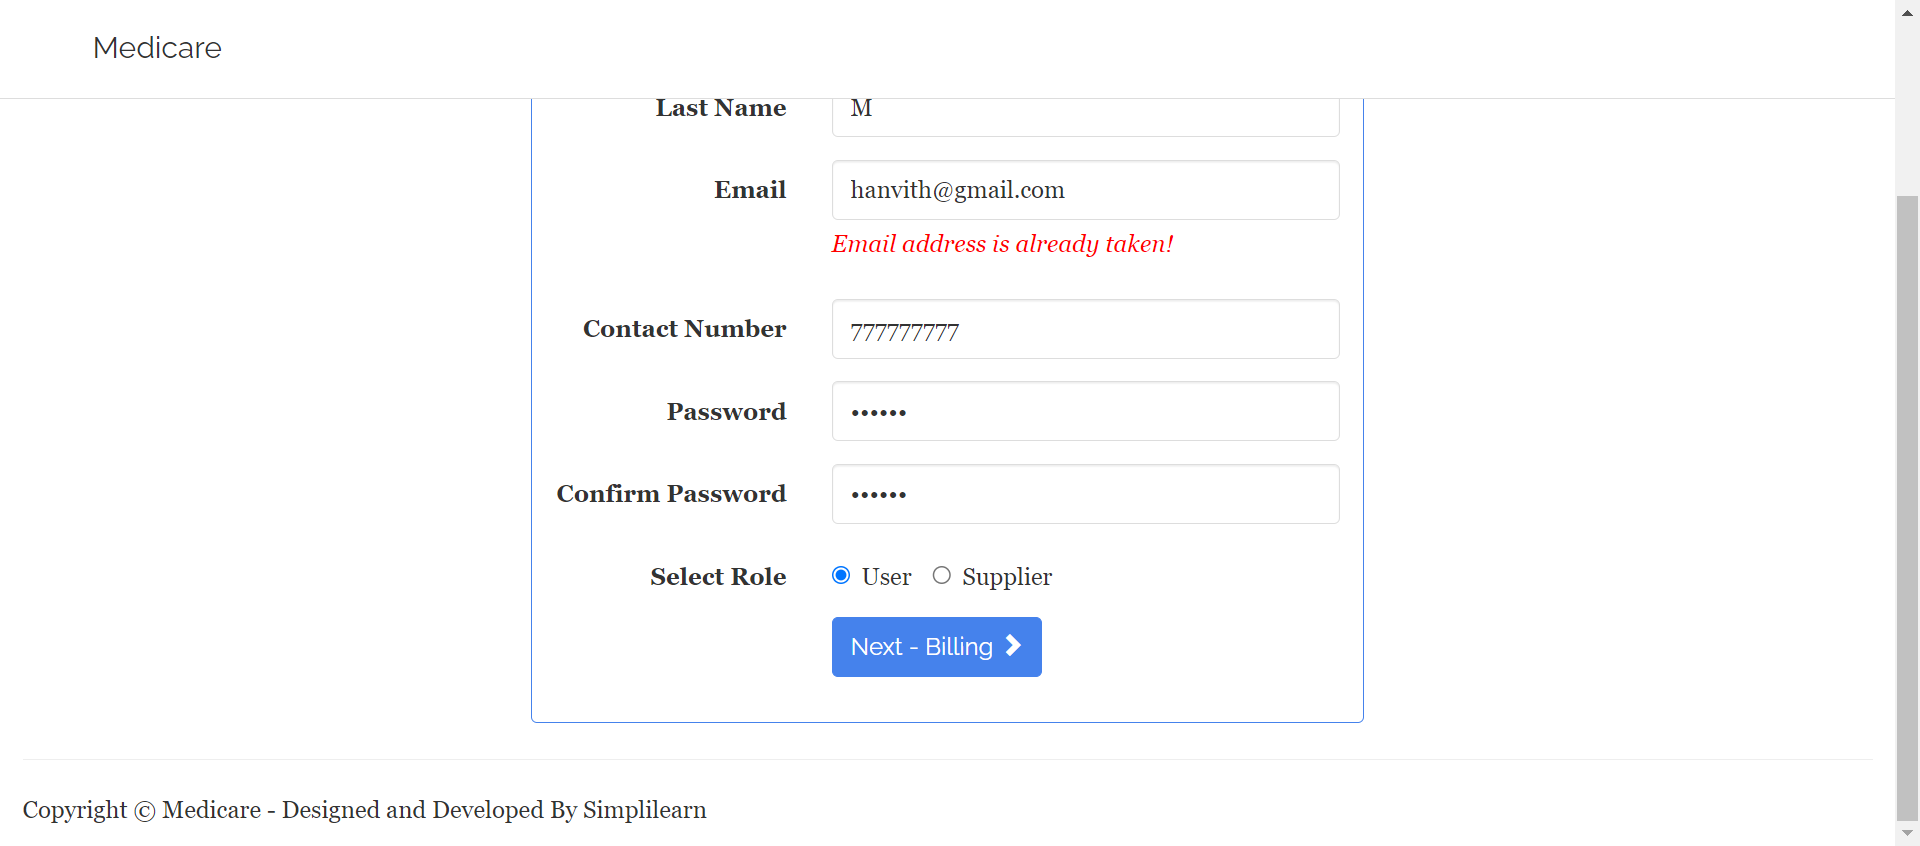 Medicare
Last Name M
Email hanvith@gmail.com
Email address is already taken!
Contact Number 777777777
Password ••••••
Confirm Password ••••••
Select Role User Supplier
Next - Billing
Copyright © Medicare - Designed and Developed By Simplilearn